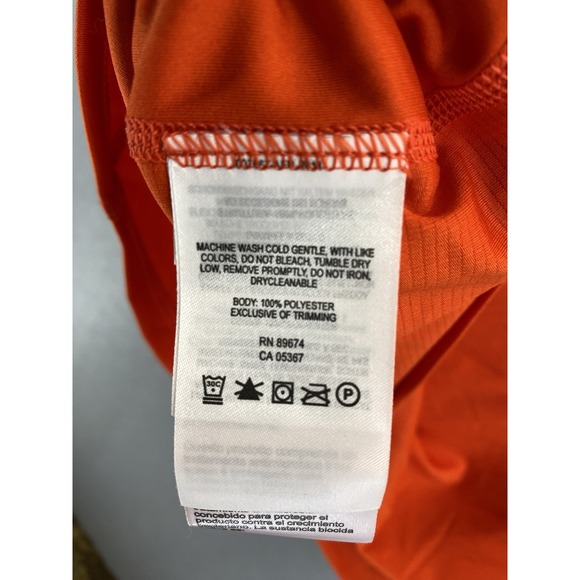 MACHINE WASH COLD GENTLE, WITH LIKE
COLORS, DO NOT BLEACH, TUMBLE DRY
LOW, REMOVE PROMPTLY, DO NOT IRON,
DRYCLEANABLE
BODY: 100% POLYESTER
EXCLUSIVE OF TRIMMING
RN 89674
CA 05367
30C
P
concebido para proteger el
producto contra el crecimiento
La sustancia biocida